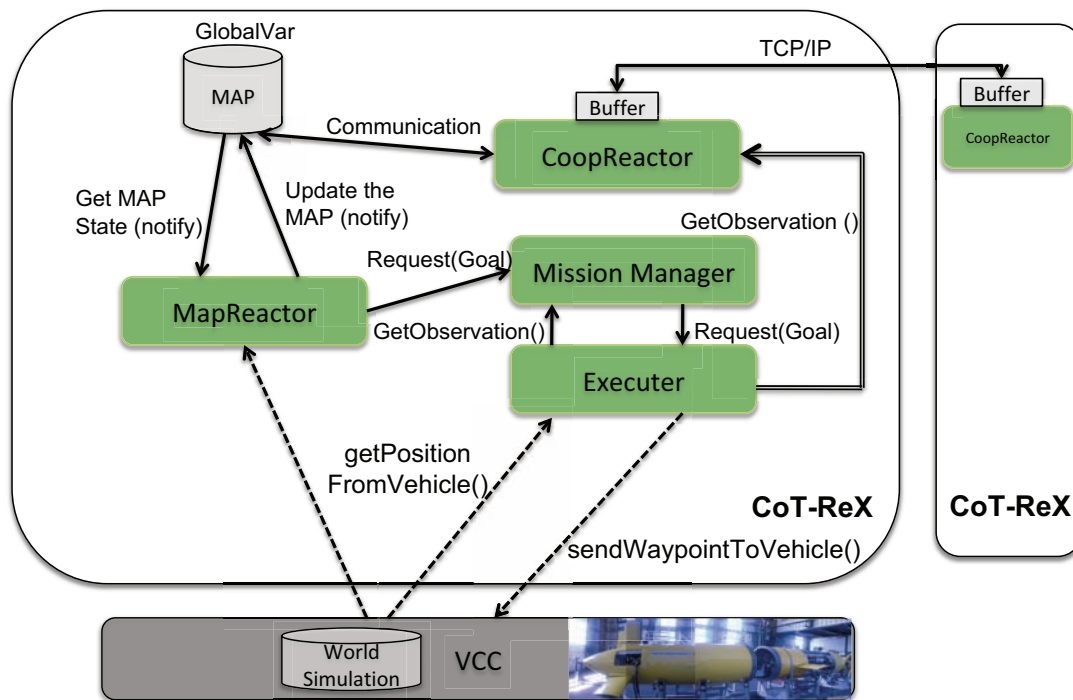 GlobalVar
MAP
TCP/IP
Buffer
Buffer
Communication
CoopReactor
CoopReactor
Get MAP
State (notify)
Update the
MAP (notify)
GetObservation ()
Request(Goal)
Mission Manager
MapReactor
GetObservation()
Request(Goal)
Executer
getPosition
FromVehicle()
CoT-ReX
CoT-ReX
sendWaypointToVehicle()
World
Simulation
VCC